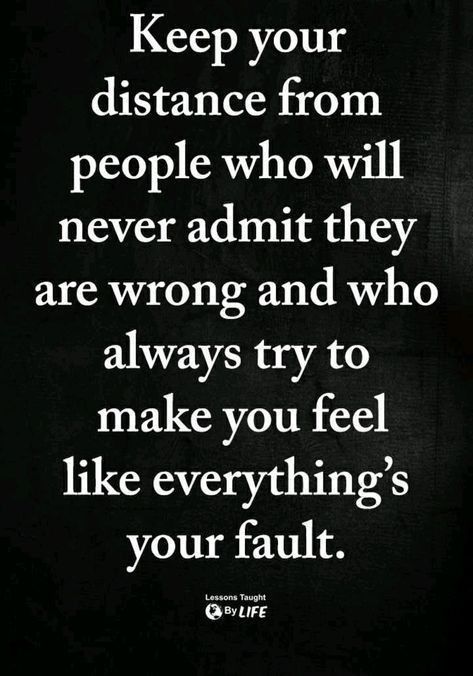 Keep your
distance from
people who will
never admit they
are wrong and who
always try to
make you feel
like everything’s
your fault.
Lessons Taught
By LIFE